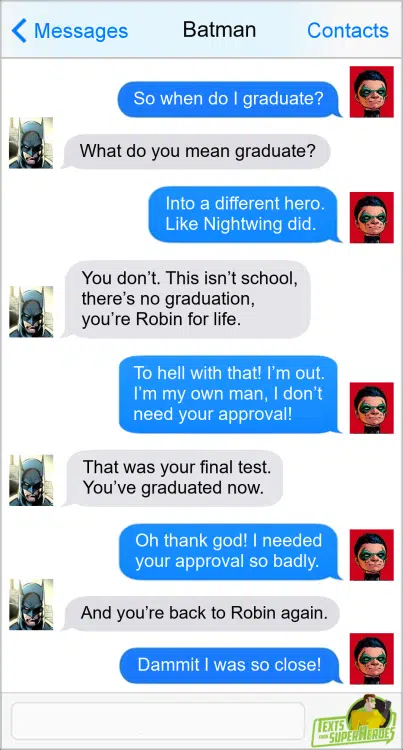 Messages Batman Contacts
So when do I graduate?
What do you mean graduate?
Into a different hero.
Like Nightwing did.
You don’t. This isn’t school,
there’s no graduation,
you’re Robin for life.
To hell with that! I’m out.
I’m my own man, I don’t
need your approval!
That was your final test.
You’ve graduated now.
Oh thank god! I needed
your approval so badly.
And you’re back to Robin again.
Dammit I was so close!
TEXTS
FROM
SUPERHEROES